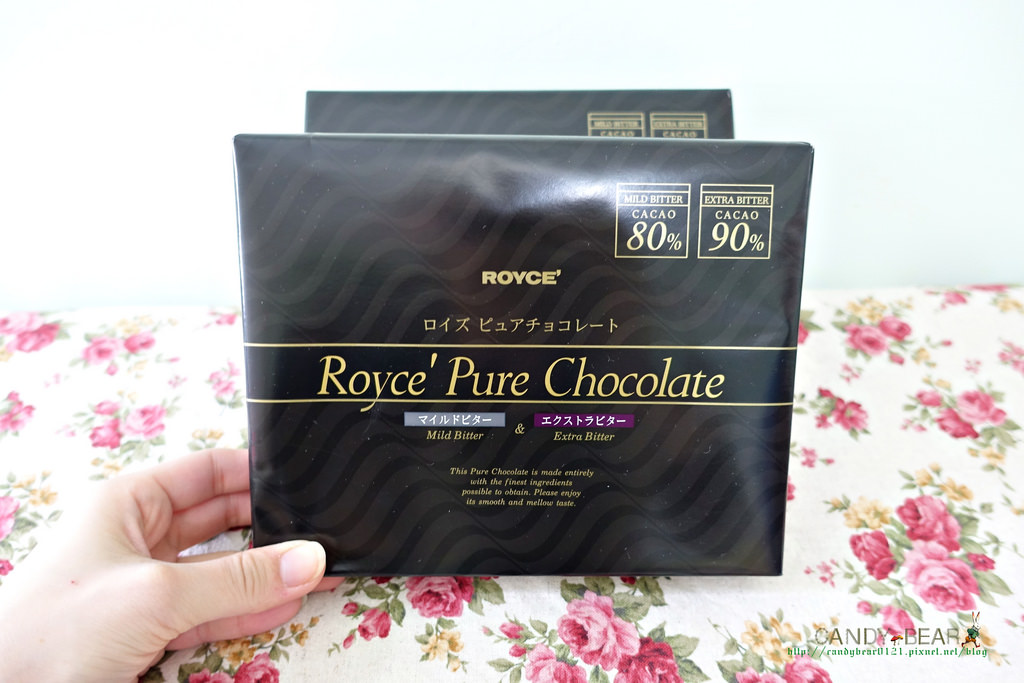 MILD BITTER EXTRA BITTER
CACAO CACAO
MILD BITTER EXTRA BITTER
CACAO CACAO
80% 90%
ROYCE'
ロイズ ピュアチョコレート
Royce' Pure Chocolate
マイルドビター エクストラビター
Mild Bitter & Extra Bitter
This Pure Chocolate is made entirely
with the finest ingredients
possible to obtain. Please enjoy
its smooth and mellow taste.
CANDY BEAR
http://candybear0121.pixnet.net/blog